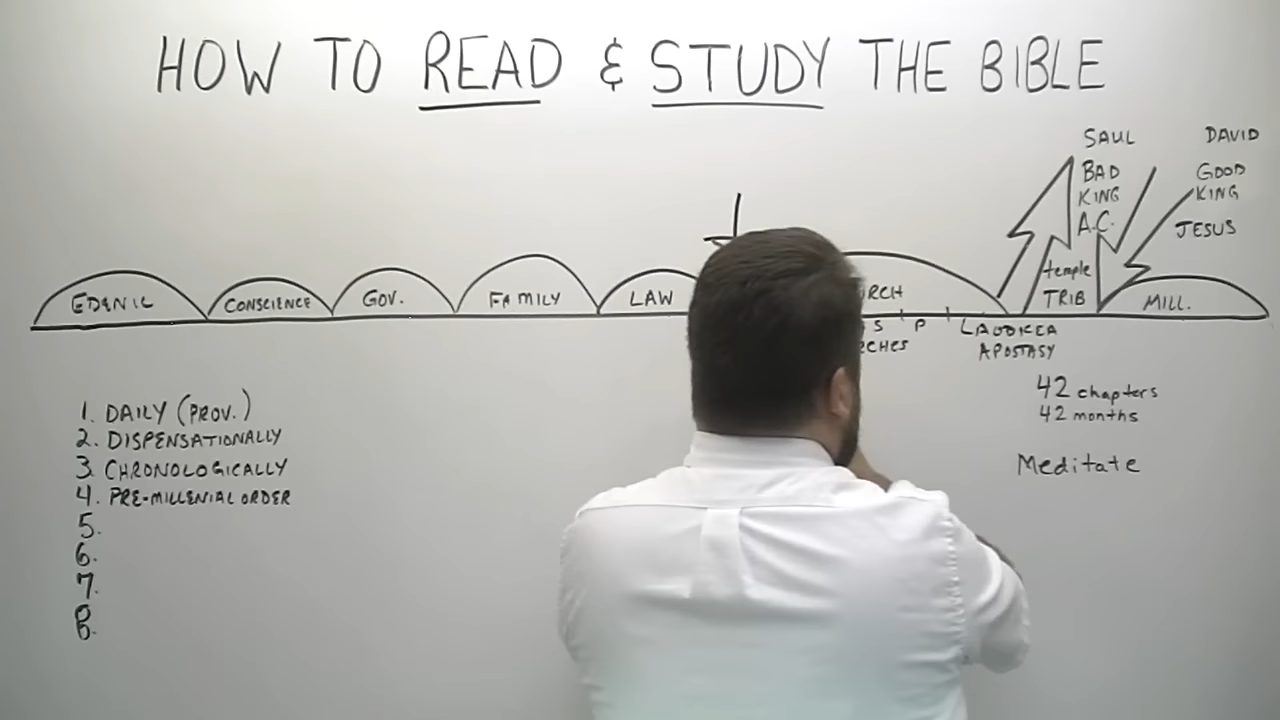 HOW TO READ & STUDY THE BIBLE
SAUL
BAD
KING
A.C.
DAVID
GOOD
KING
JESUS
EDENIC
CONSCIENCE
GOV.
FAMILY
LAW
RCH
temple
TRIB
MILL.
S P LAODICEA
CHES APOSTASY
42 chapters
42 months
Meditate
1. DAILY (PROV.)
2. DISPENSATIONALLY
3. CHRONOLOGICALLY
4. PRE-MILLENIAL ORDER
5.
6.
7.
8.